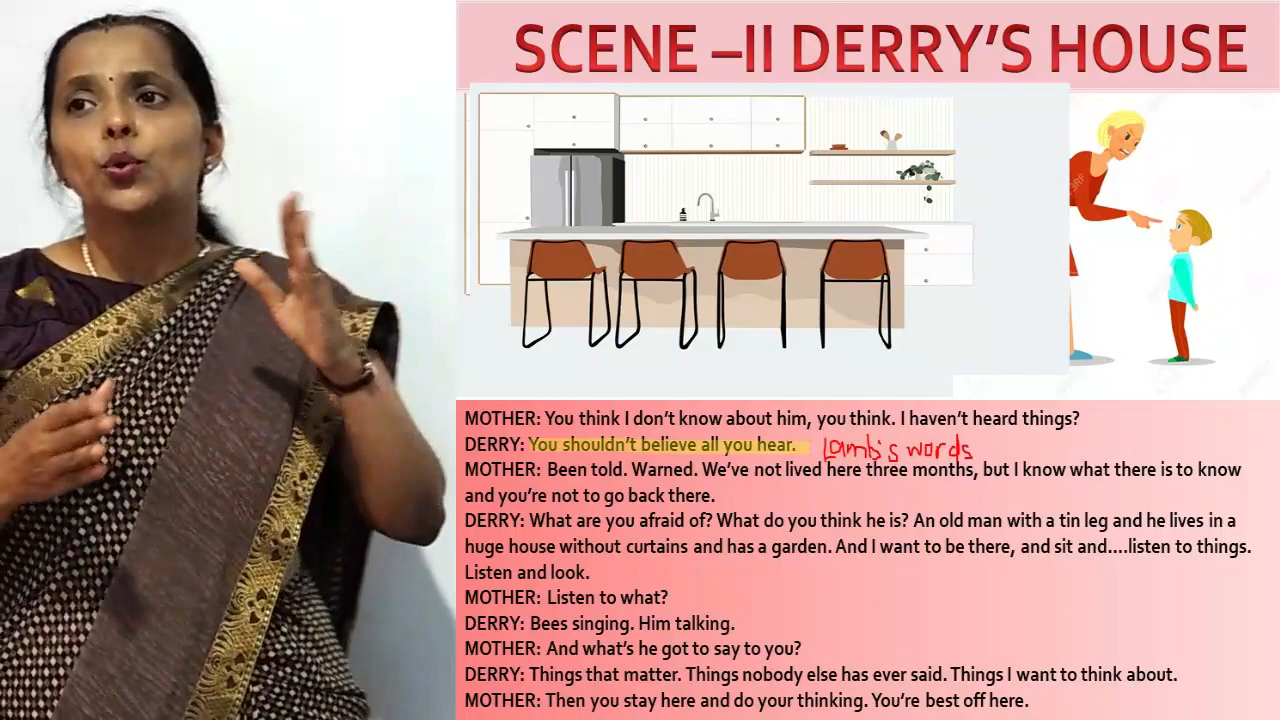 SCENE –II DERRY'S HOUSE
MOTHER: You think I don't know about him, you think. I haven't heard things?
DERRY: You shouldn't believe all you hear. Lamb's words
MOTHER: Been told. Warned. We've not lived here three months, but I know what there is to know
and you're not to go back there.
DERRY: What are you afraid of? What do you think he is? An old man with a tin leg and he lives in a
huge house without curtains and has a garden. And I want to be there, and sit and....listen to things.
Listen and look.
MOTHER: Listen to what?
DERRY: Bees singing. Him talking.
MOTHER: And what's he got to say to you?
DERRY: Things that matter. Things nobody else has ever said. Things I want to think about.
MOTHER: Then you stay here and do your thinking. You're best off here.